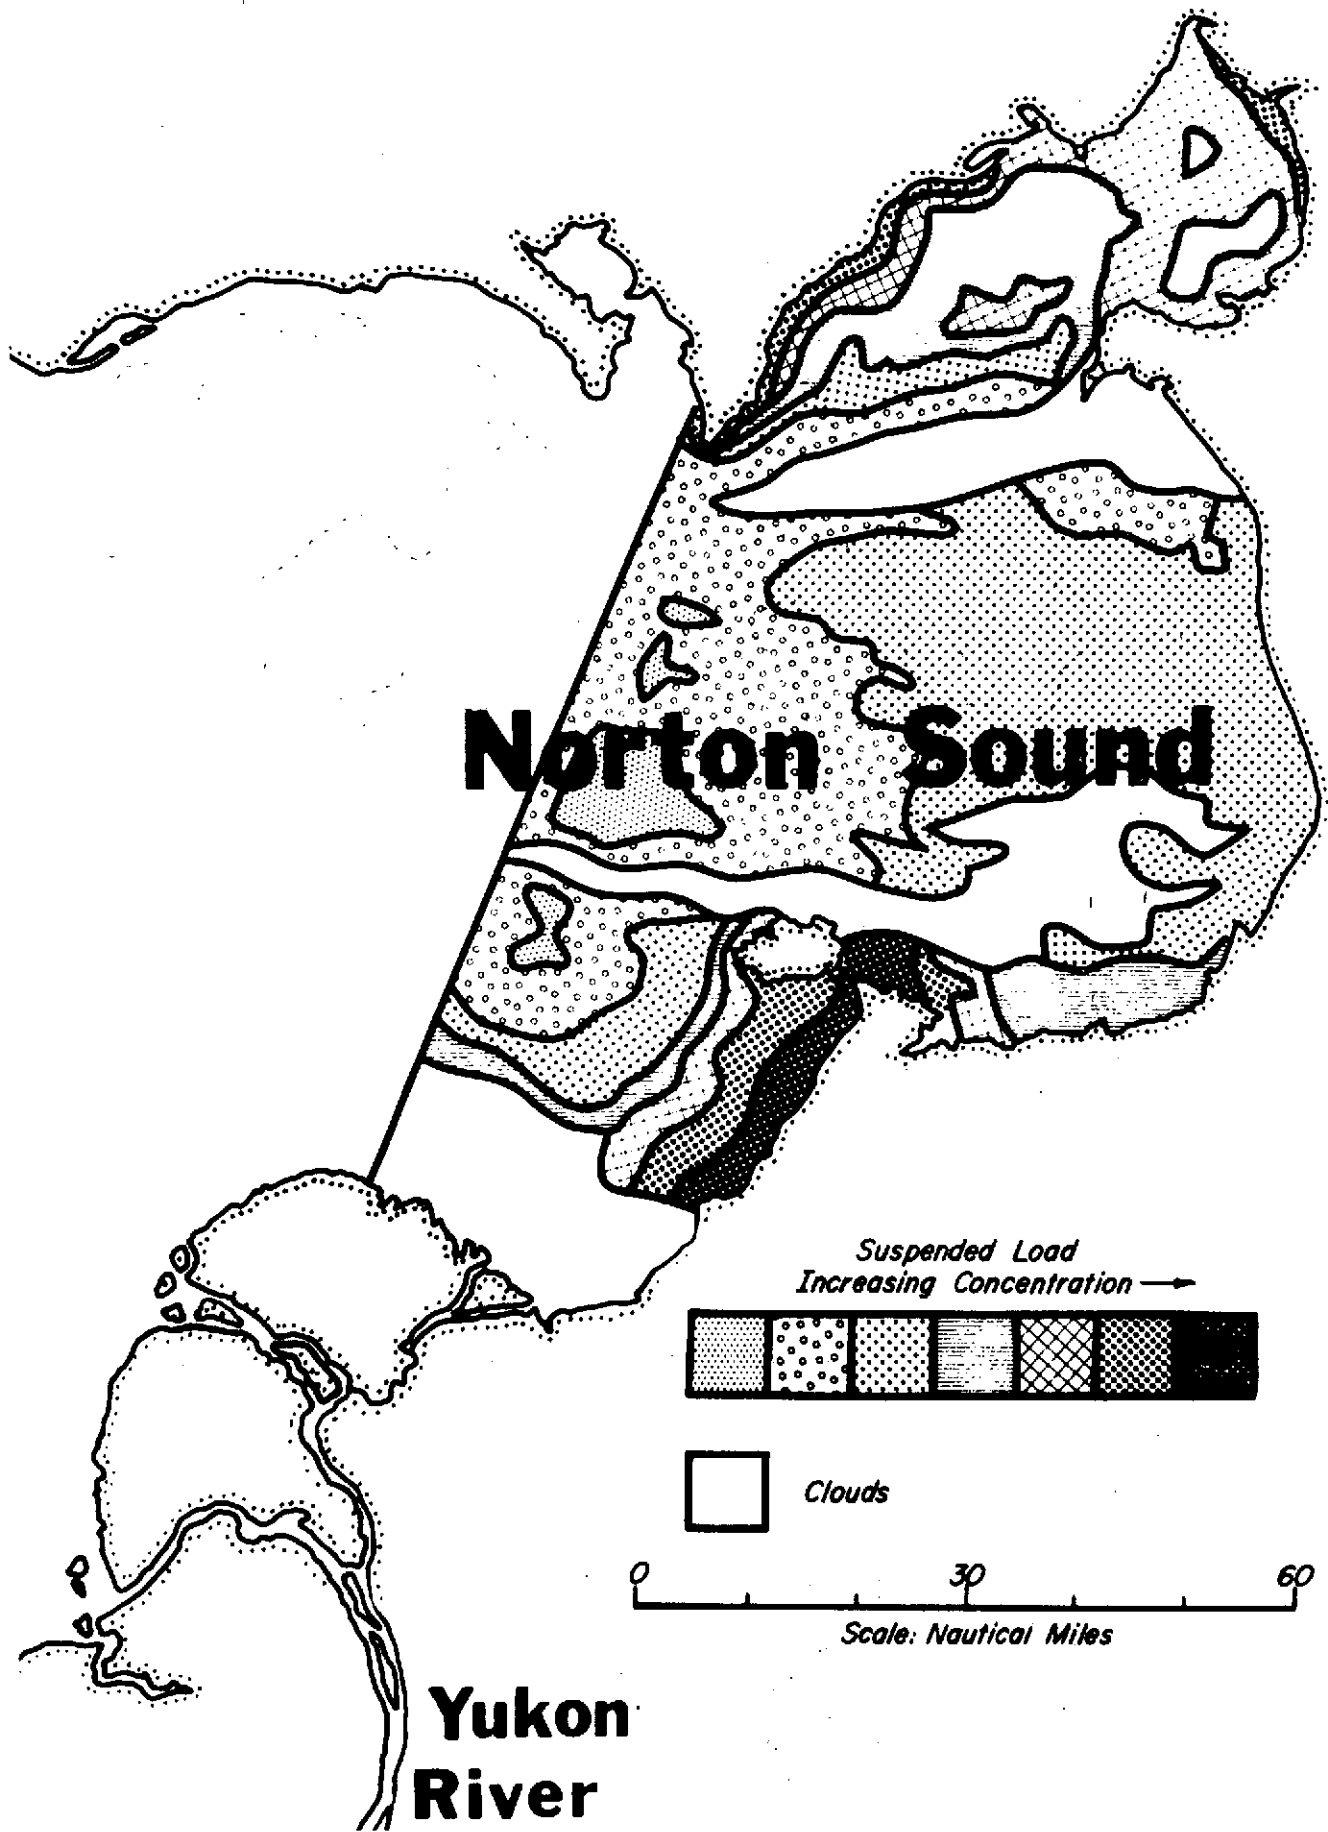 Norton Sound
Suspended Load
Increasing Concentration
Clouds
0 30 60
Scale: Nautical Miles
Yukon
River